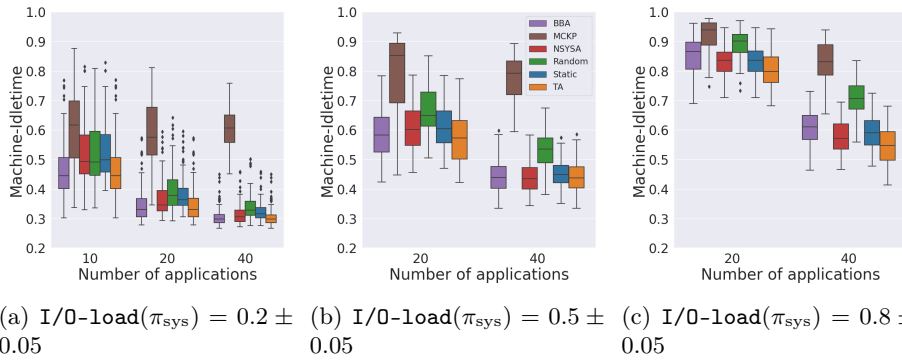 1.0
0.9
0.8
0.7
0.6
0.5
0.4
0.3
0.2
Machine-Idletime
10 20 40
Number of applications
1.0
0.9
0.8
0.7
0.6
0.5
0.4
0.3
0.2
Machine-Idletime
BBA
MCKP
NSYSA
Random
Static
TA
20 40
Number of applications
1.0
0.9
0.8
0.7
0.6
0.5
0.4
0.3
0.2
Machine-Idletime
20 40
Number of applications
(a) I/O-load(πsys) = 0.2 ±
0.05
(b) I/O-load(πsys) = 0.5 ±
0.05
(c) I/O-load(πsys) = 0.8 ±
0.05